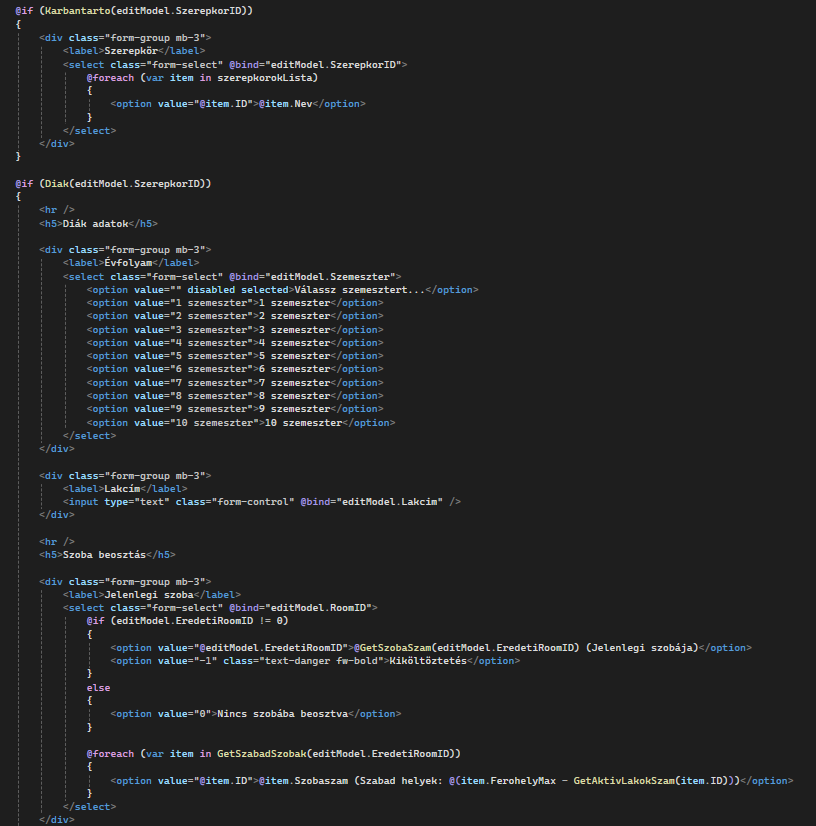 @if (Karbantarto(editModel.SzerepkorID))
{
    <div class="form-group mb-3">
        <label>Szerepkör</label>
        <select class="form-select" @bind="editModel.SzerepkorID">
            @foreach (var item in szerepkorokLista)
            {
                <option value="@item.ID">@item.Nev</option>
            }
        </select>
    </div>
}

@if (Diak(editModel.SzerepkorID))
{
    <hr />
    <h5>Diák adatok</h5>

    <div class="form-group mb-3">
        <label>Évfolyam</label>
        <select class="form-select" @bind="editModel.Szemeszter">
            <option value="" disabled selected>Válassz szemesztert...</option>
            <option value="1 szemeszter">1 szemeszter</option>
            <option value="2 szemeszter">2 szemeszter</option>
            <option value="3 szemeszter">3 szemeszter</option>
            <option value="4 szemeszter">4 szemeszter</option>
            <option value="5 szemeszter">5 szemeszter</option>
            <option value="6 szemeszter">6 szemeszter</option>
            <option value="7 szemeszter">7 szemeszter</option>
            <option value="8 szemeszter">8 szemeszter</option>
            <option value="9 szemeszter">9 szemeszter</option>
            <option value="10 szemeszter">10 szemeszter</option>
        </select>
    </div>

    <div class="form-group mb-3">
        <label>Lakcím</label>
        <input type="text" class="form-control" @bind="editModel.Lakcim" />
    </div>

    <hr />
    <h5>Szoba beosztás</h5>

    <div class="form-group mb-3">
        <label>Jelenlegi szoba</label>
        <select class="form-select" @bind="editModel.RoomID">
            @if (editModel.EredetiRoomID != 0)
            {
                <option value="@editModel.EredetiRoomID">@GetSzobaSzam(editModel.EredetiRoomID) (Jelenlegi szobája)</option>
                <option value="-1" class="text-danger fw-bold">Kiköltöztetés</option>
            }
            else
            {
                <option value="0">Nincs szobába beosztva</option>
            }

            @foreach (var item in GetSzabadSzobak(editModel.EredetiRoomID))
            {
                <option value="@item.ID">@item.Szobaszam (Szabad helyek: @(item.FerohelyMax - GetAktivLakokSzam(item.ID)))</option>
            }
        </select>
    </div>